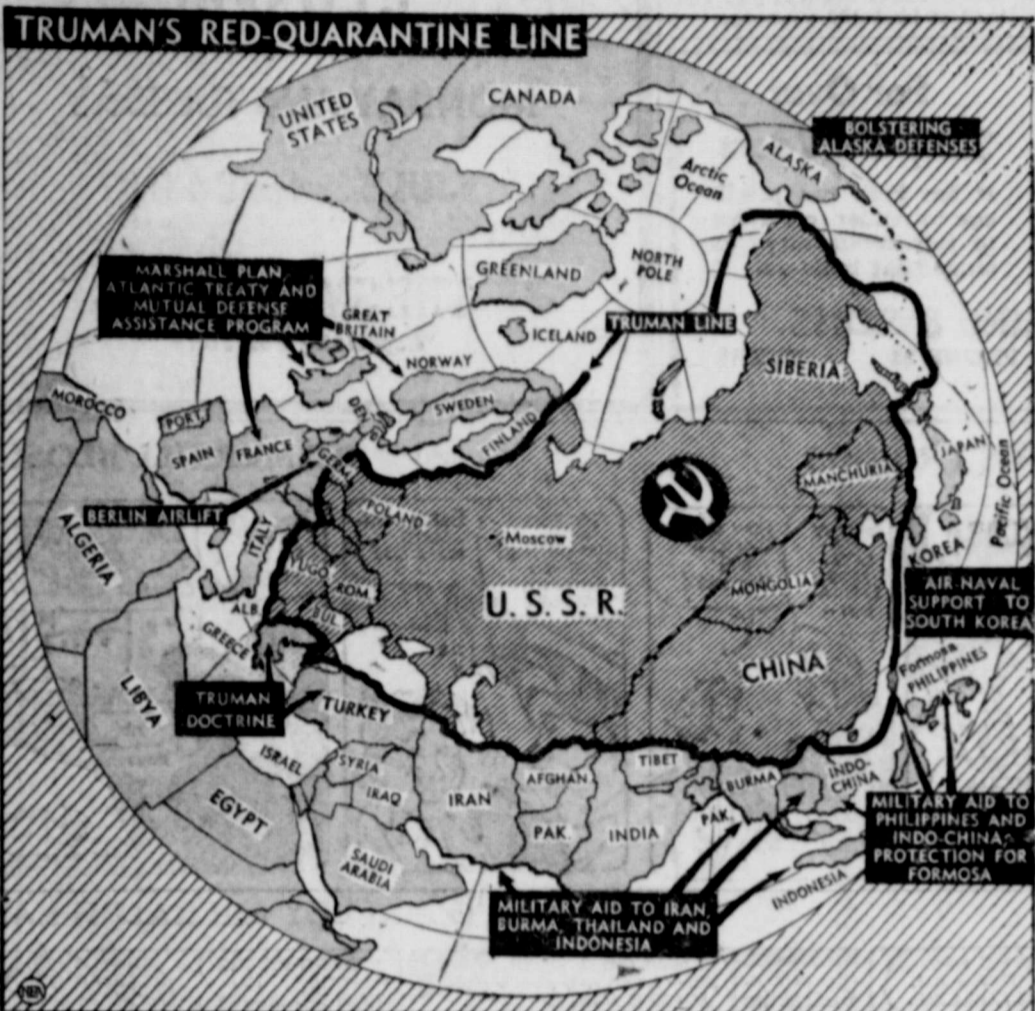 TRUMAN'S RED-QUARANTINE LINE
UNITED
STATES
CANADA
BOLSTERING
ALASKA DEFENSES
ALASKA
Arctic
Ocean
NORTH
POLE
GREENLAND
MARSHALL PLAN,
ATLANTIC TREATY AND
MUTUAL DEFENSE
ASSISTANCE PROGRAM
GREAT
BRITAIN
ICELAND
TRUMAN LINE
NORWAY
SWEDEN
FINLAND
DEN.
SIBERIA
MOROCCO
PORT.
SPAIN
FRANCE
GERM.
JAPAN
Pacific Ocean
MANCHURIA
BERLIN AIRLIFT
ITALY
POLAND
Moscow
ALGERIA
KOREA
YUGO.
ROM.
MONGOLIA
U. S. S. R.
AIR-NAVAL
SUPPORT TO
SOUTH KOREA
ALB.
BUL.
GREECE
CHINA
Formosa
PHILIPPINES
LIBYA
TRUMAN
DOCTRINE
TURKEY
ISRAEL
SYRIA
IRAQ
IRAN
AFGHAN.
TIBET
BURMA
INDO-
CHINA
EGYPT
PAK.
INDIA
PAK.
SAUDI
ARABIA
MILITARY AID TO
PHILIPPINES AND
INDO-CHINA;
PROTECTION FOR
FORMOSA
INDONESIA
MILITARY AID TO IRAN,
BURMA, THAILAND AND
INDONESIA
NEA